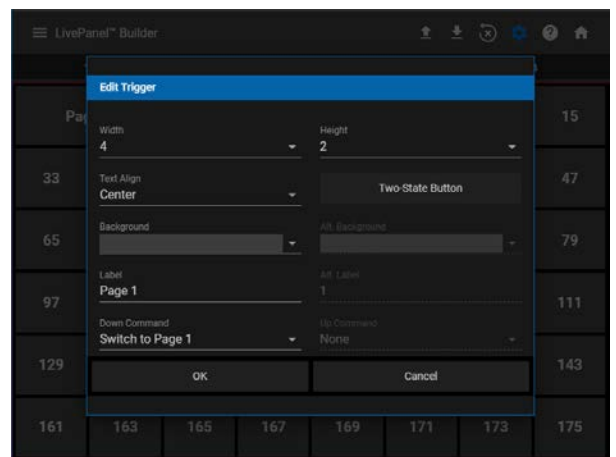 LivePanel™ Builder
Edit Trigger
Pag
15
Width
Height
4
2
33
47
Text Align
Two-State Button
Center
65
79
Background
Alt. Background
Label
Alt. Label
Page 1
1
97
111
Down Command
Up Command
Switch to Page 1
None
129
OK
Cancel
143
161
163
165
167
169
171
173
175